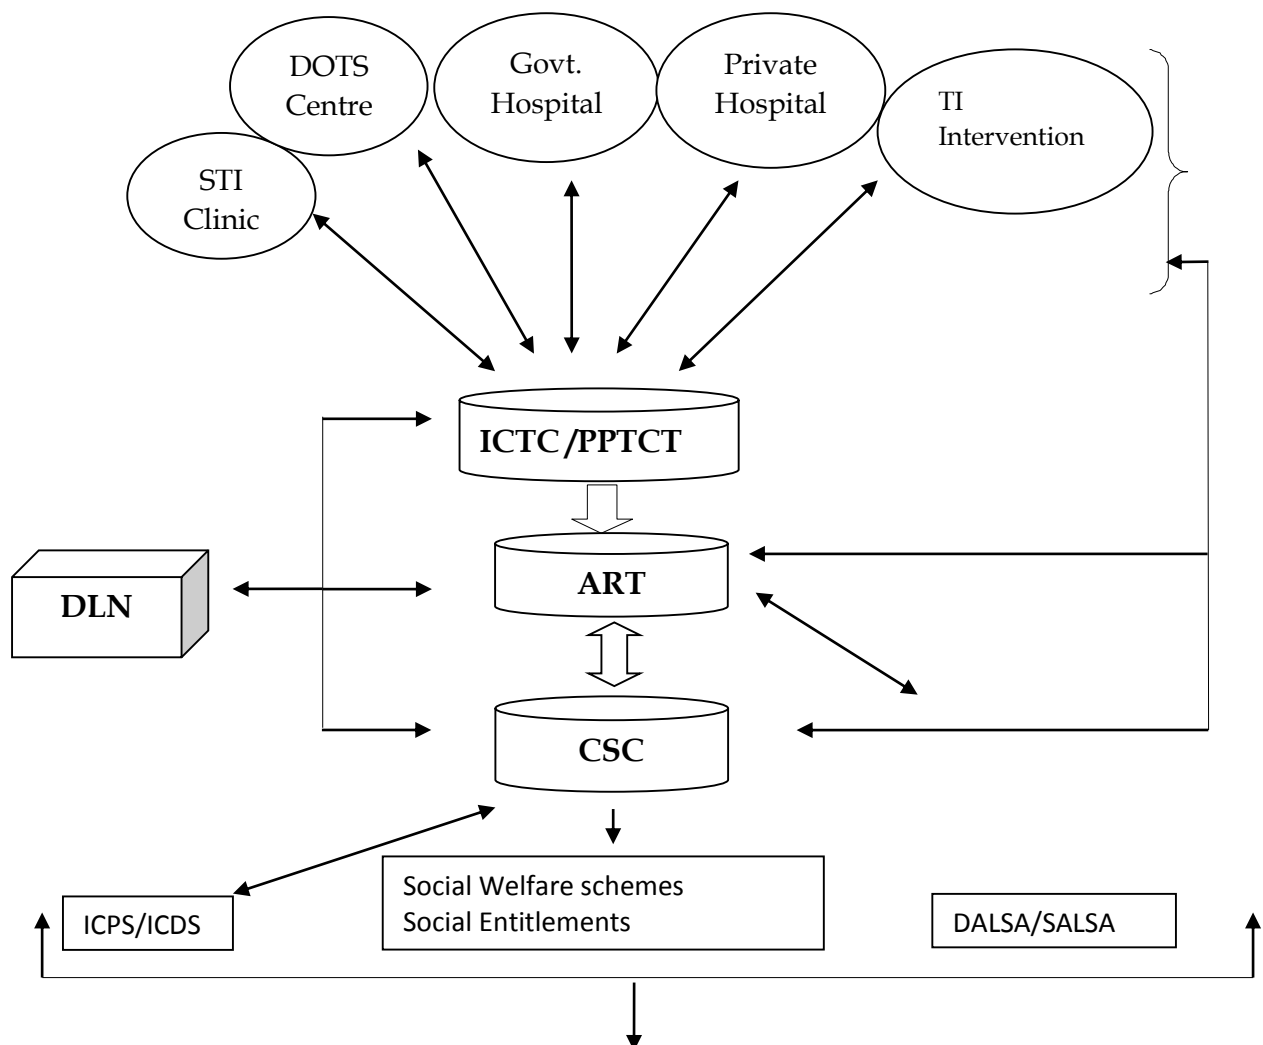 DOTS
Centre
Govt.
Hospital
Private
Hospital
TI
Intervention
STI
Clinic
ICTC/PPTCT
ART
DLN
CSC
Social Welfare schemes
Social Entitlements
ICPS/ICDS
DALSA/SALSA